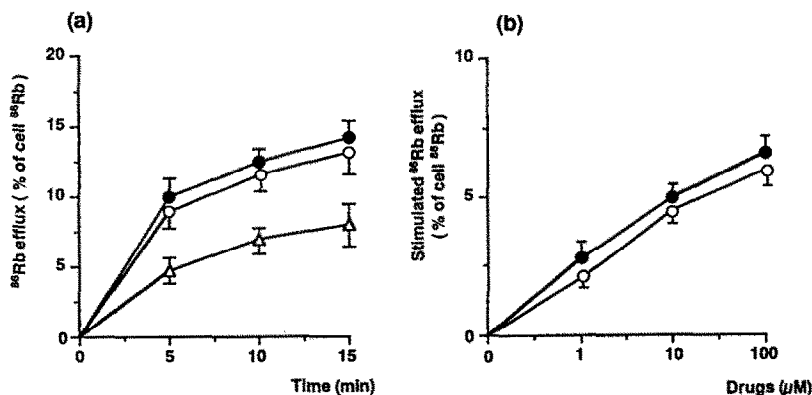 (a)
20
15
10
5
0
⁸⁶Rb efflux ( % of cell ⁸⁶Rb)
0 5 10 15
Time (min)
(b)
10
5
0
Stimulated ⁸⁶Rb efflux
( % of cell ⁸⁶Rb)
0 1 10 100
Drugs (µM)